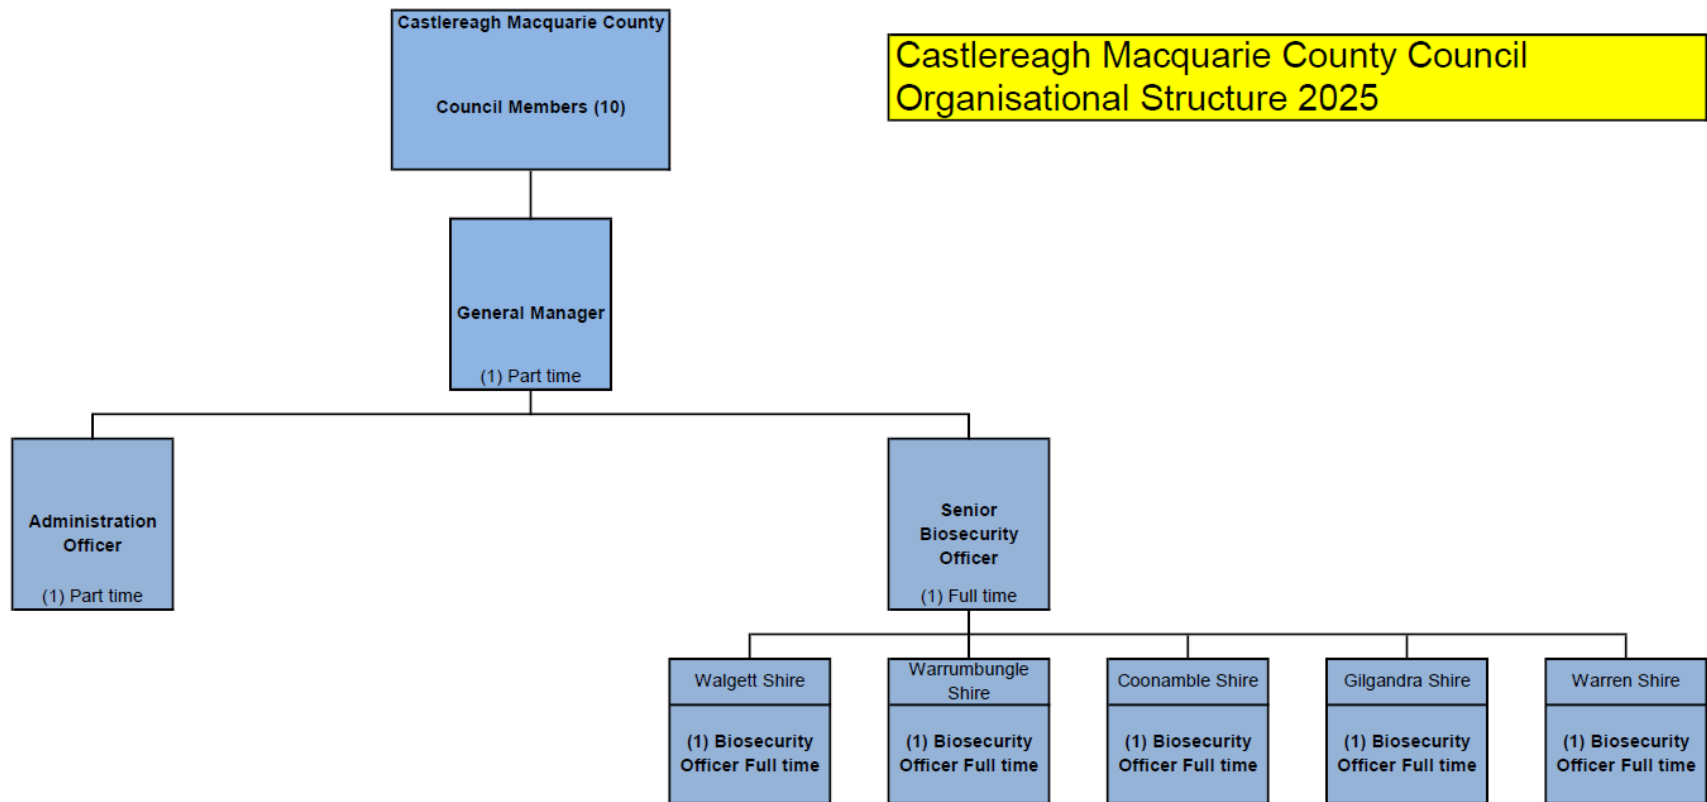 Castlereagh Macquarie County
Council Members (10)
Castlereagh Macquarie County Council
Organisational Structure 2025
General Manager
(1) Part time
Administration
Officer
(1) Part time
Senior
Biosecurity
Officer
(1) Full time
Walgett Shire
(1) Biosecurity
Officer Full time
Warrumbungle
Shire
(1) Biosecurity
Officer Full time
Coonamble Shire
(1) Biosecurity
Officer Full time
Gilgandra Shire
(1) Biosecurity
Officer Full time
Warren Shire
(1) Biosecurity
Officer Full time